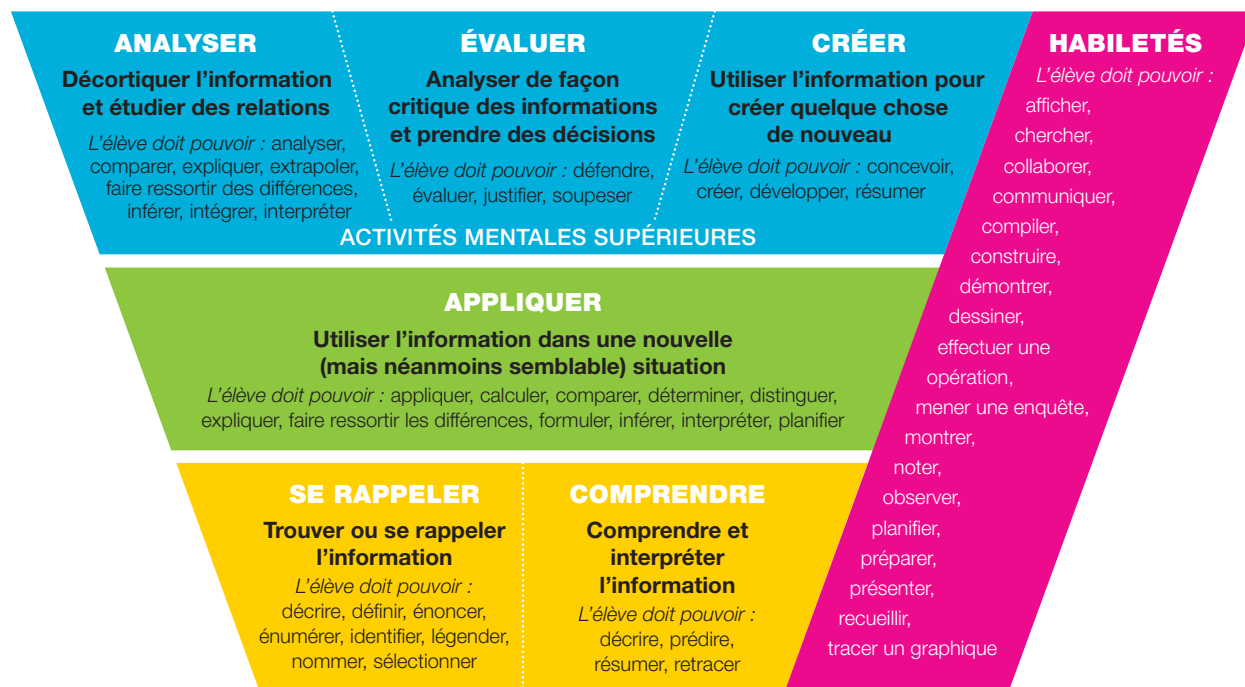 ANALYSER
Décortiquer l’information
et étudier des relations
L’élève doit pouvoir : analyser,
comparer, expliquer, extrapoler,
faire ressortir des différences,
inférer, intégrer, interpréter
ÉVALUER
Analyser de façon
critique des informations
et prendre des décisions
L’élève doit pouvoir : défendre,
évaluer, justifier, soupeser
CRÉER
Utiliser l’information pour
créer quelque chose
de nouveau
L’élève doit pouvoir : concevoir,
créer, développer, résumer
ACTIVITÉS MENTALES SUPÉRIEURES
APPLIQUER
Utiliser l’information dans une nouvelle
(mais néanmoins semblable) situation
L’élève doit pouvoir : appliquer, calculer, comparer, déterminer, distinguer,
expliquer, faire ressortir les différences, formuler, inférer, interpréter, planifier
SE RAPPELER
Trouver ou se rappeler
l’information
L’élève doit pouvoir :
décrire, définir, énoncer,
énumérer, identifier, légender,
nommer, sélectionner
COMPRENDRE
Comprendre et
interpréter
l’information
L’élève doit pouvoir :
décrire, prédire,
résumer, retracer
HABILETÉS
L’élève doit pouvoir :
afficher,
chercher,
collaborer,
communiquer,
compiler,
construire,
démontrer,
dessiner,
effectuer une
opération,
mener une enquête,
montrer,
noter,
observer,
planifier,
préparer,
présenter,
recueillir,
tracer un graphique